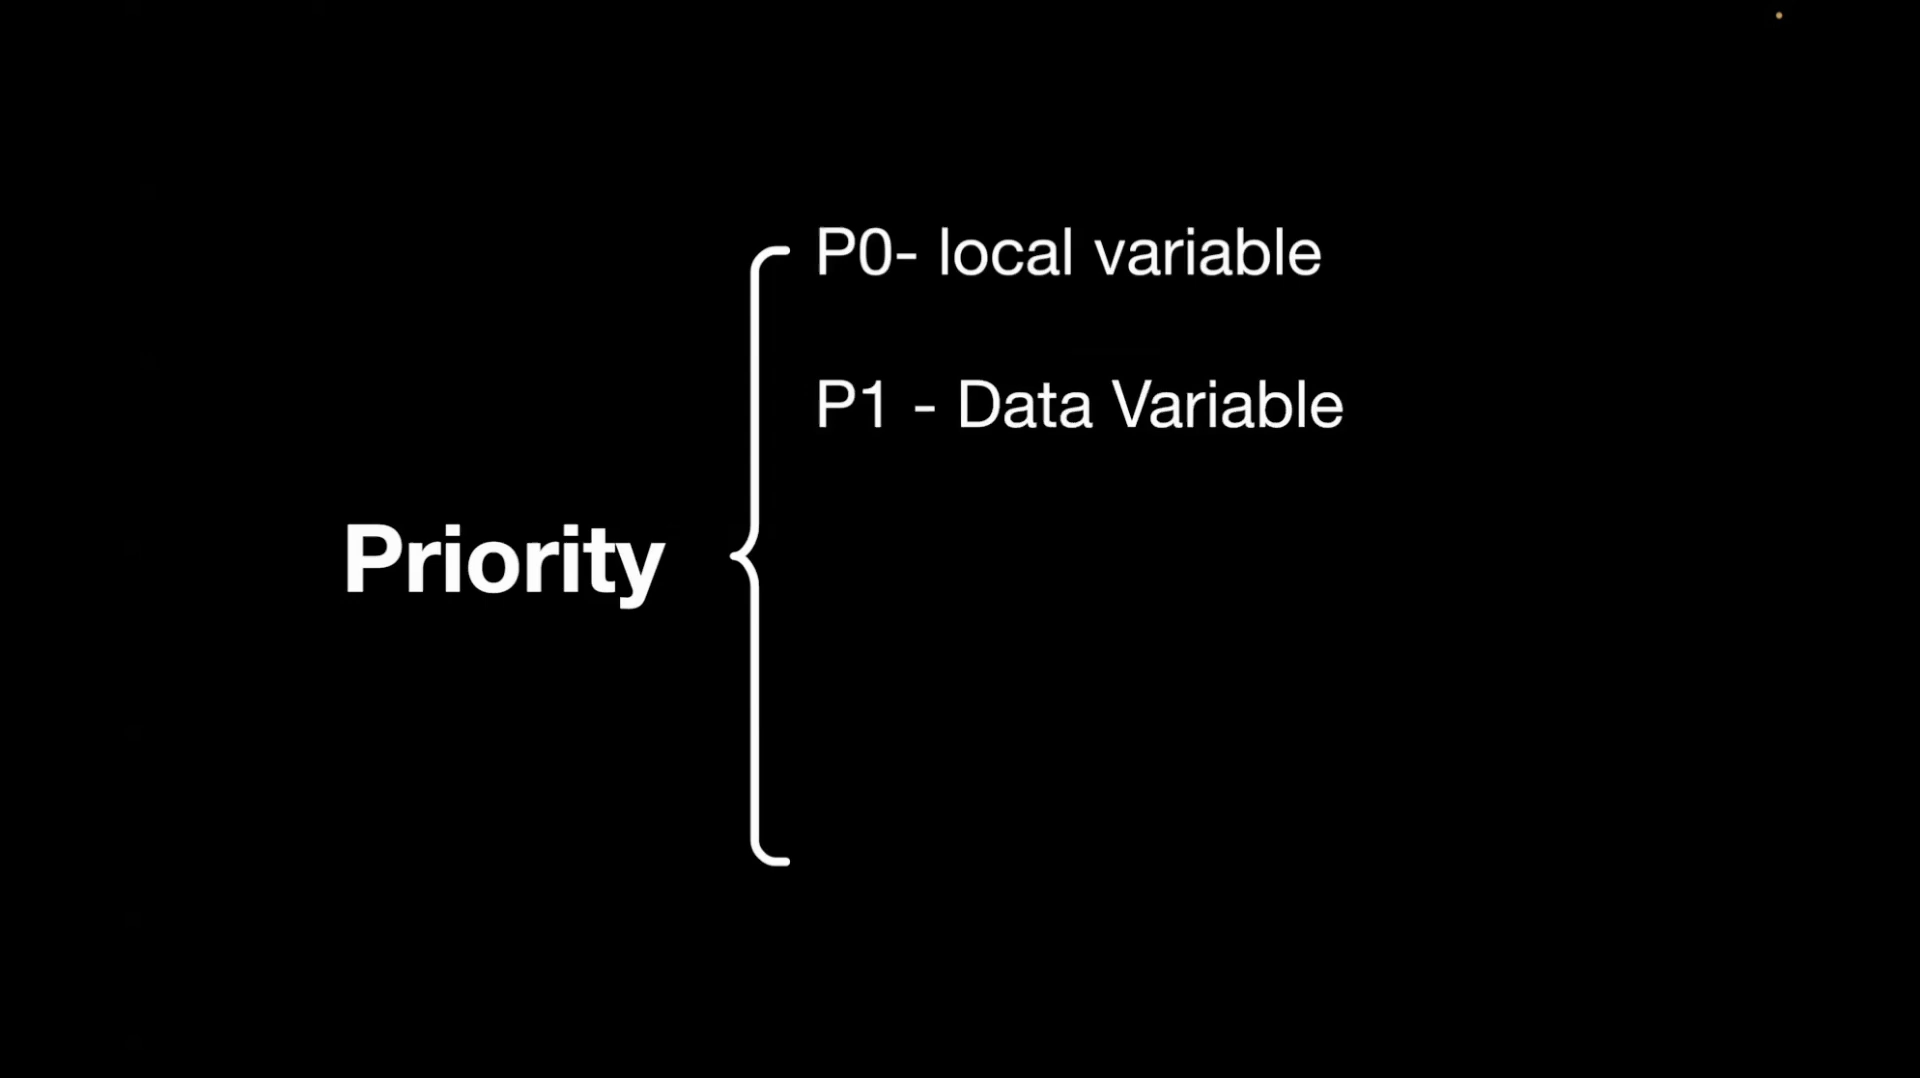 P0- local variable
P1 - Data Variable
Priority